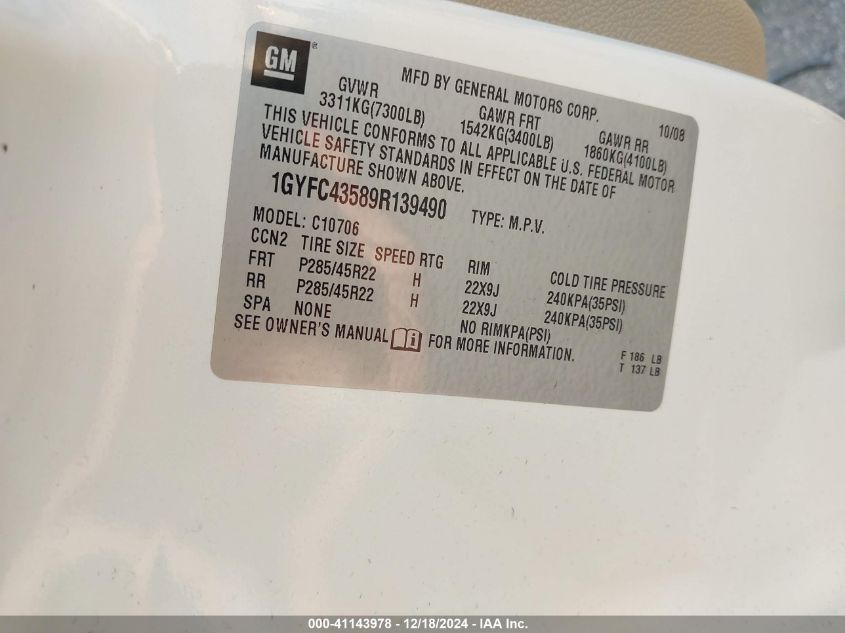 GM ®
MFD BY GENERAL MOTORS CORP. 10/08
GVWR GAWR FRT GAWR RR
3311KG(7300LB) 1542KG(3400LB) 1860KG(4100LB)
THIS VEHICLE CONFORMS TO ALL APPLICABLE U.S. FEDERAL MOTOR
VEHICLE SAFETY STANDARDS IN EFFECT ON THE DATE OF
MANUFACTURE SHOWN ABOVE.
1GYFC43589R139490 TYPE: M.P.V.
MODEL: C10706
CCN2 TIRE SIZE SPEED RTG RIM COLD TIRE PRESSURE
FRT P285/45R22 H 22X9J 240KPA(35PSI)
RR P285/45R22 H 22X9J 240KPA(35PSI)
SPA NONE NO RIMKPA(PSI)
SEE OWNER'S MANUAL i FOR MORE INFORMATION.
F 186 LB
T 137 LB
000-41143978 / 12/18/2024 - IAA Inc.